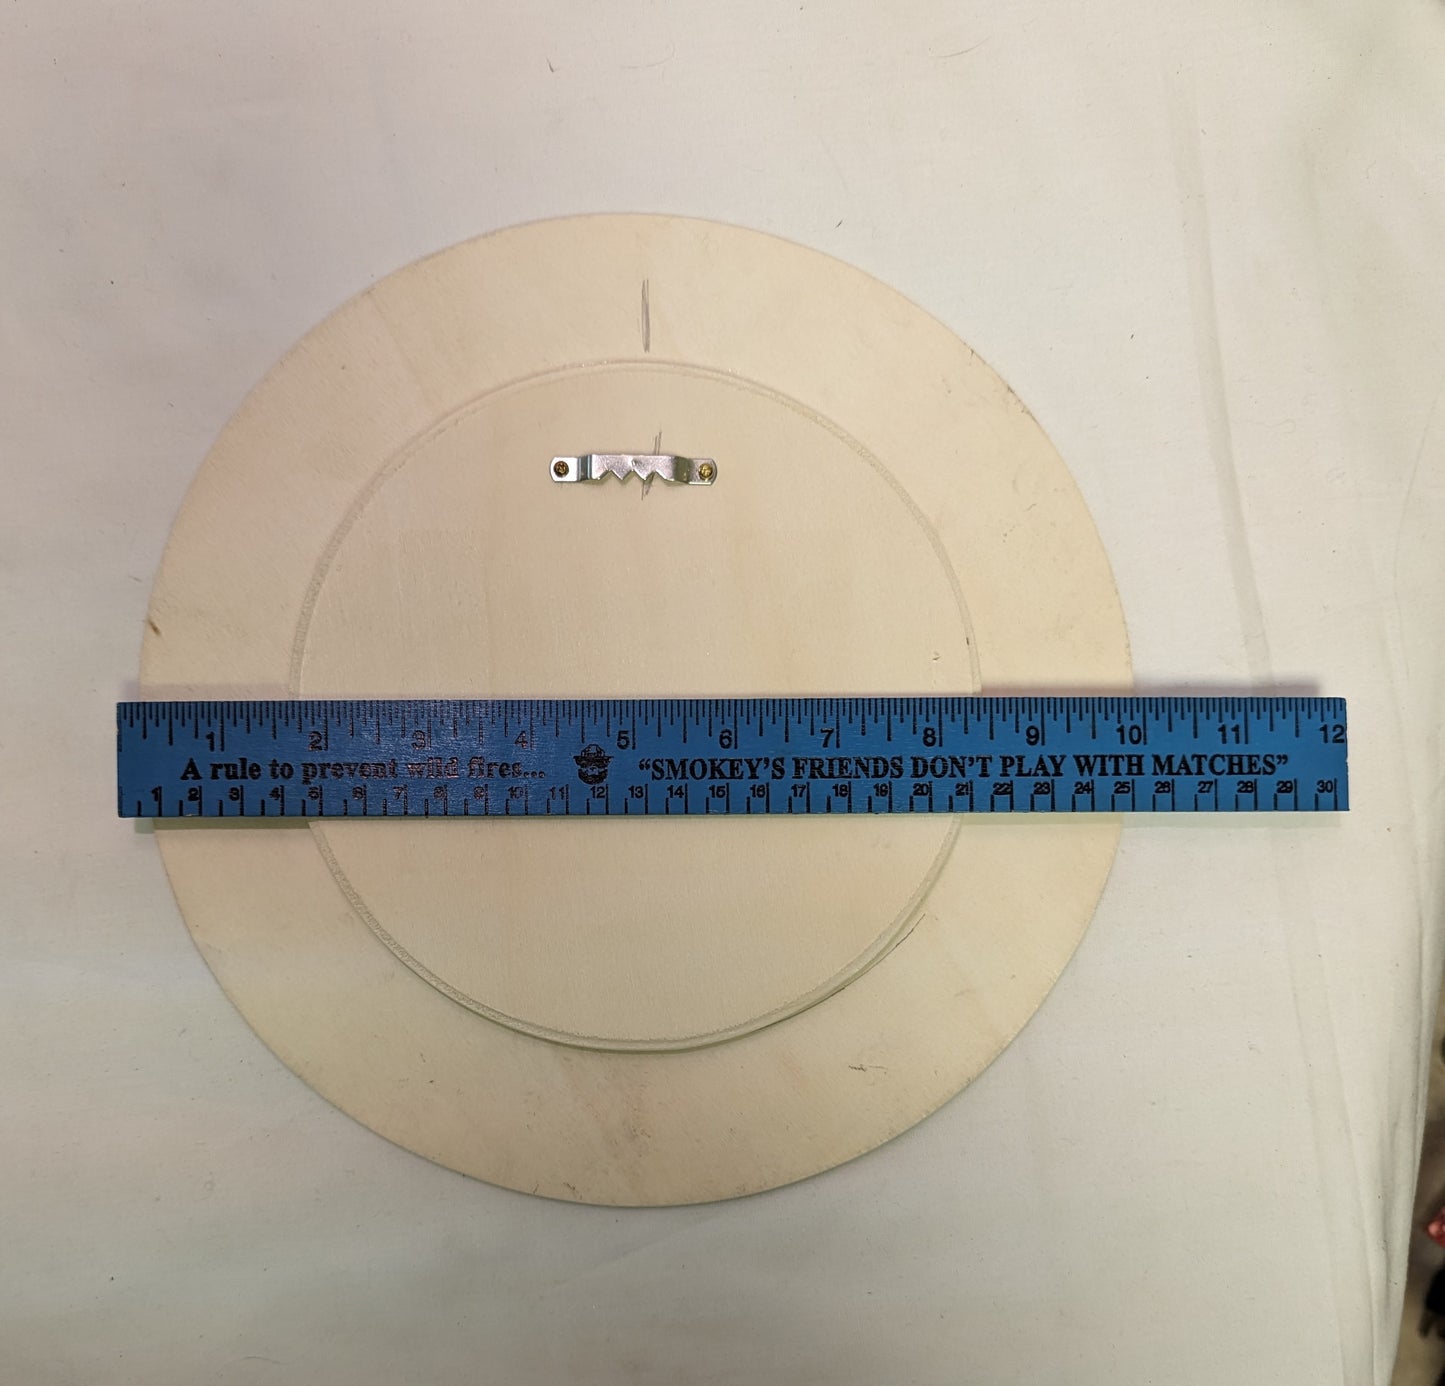 1 2 3 4 5 6 7 8 9 10 11 12
A rule to prevent wild fires... “SMOKEY’S FRIENDS DON’T PLAY WITH MATCHES”
1 2 3 4 5 6 7 8 9 10 11 12 13 14 15 16 17 18 19 20 21 22 23 24 25 26 27 28 29 30